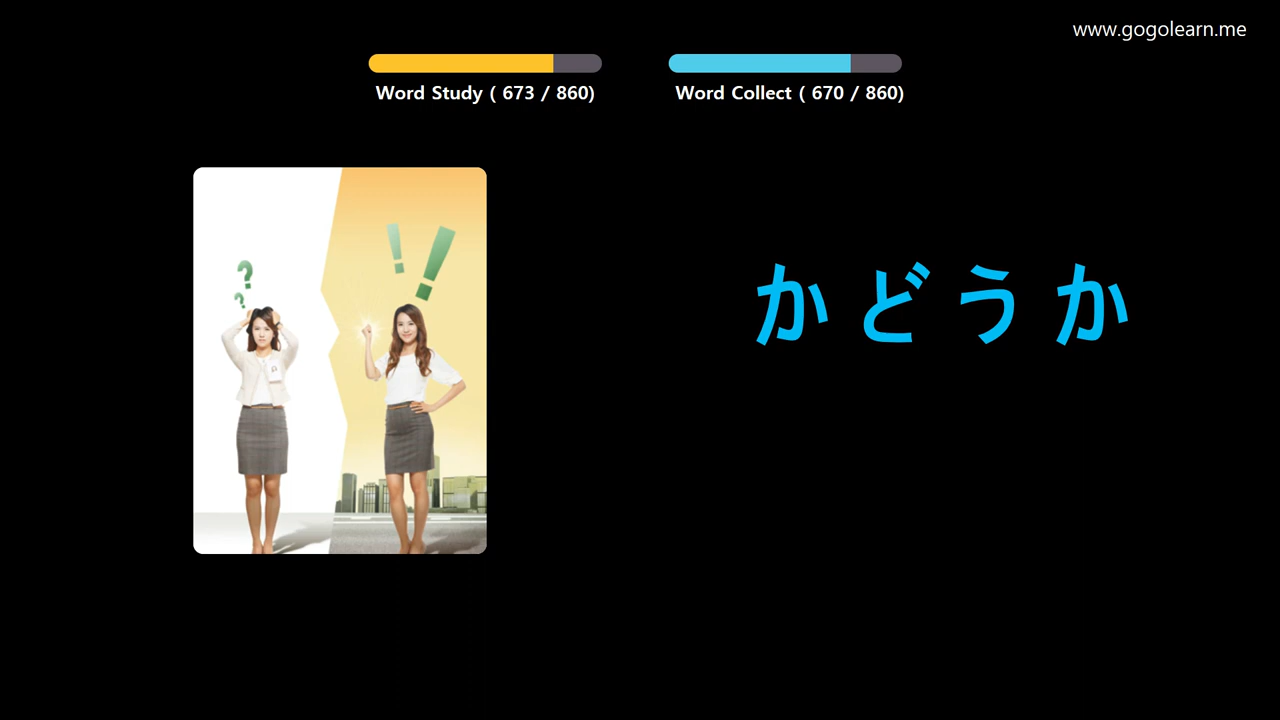 www.gogolearn.me
Word Study ( 673 / 860)
Word Collect ( 670 / 860)
? ?
! !
かどうか